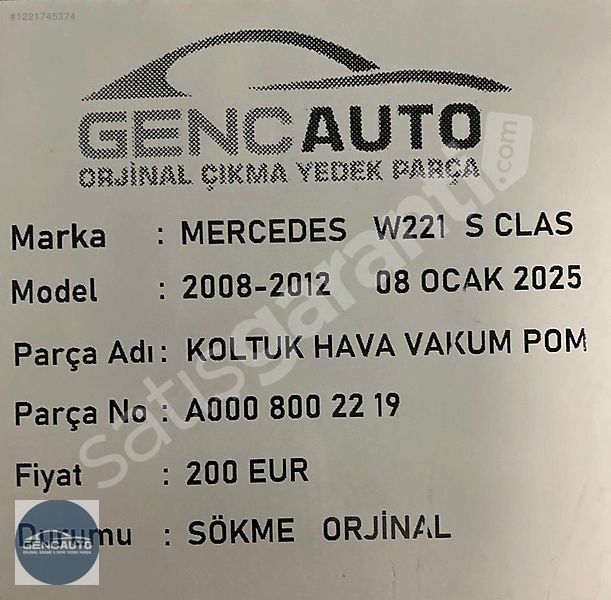 #1221745374
GENCAUTO
ORJİNAL ÇIKMA YEDEK PARÇA
Marka : MERCEDES W221 S CLAS
Model : 2008-2012 08 OCAK 2025
Parça Adı : KOLTUK HAVA VAKUM POM
Parça No : A000 800 22 19
Fiyat : 200 EUR
Durumu : SÖKME ORJİNAL
satısgaranti.com
GENCAUTO